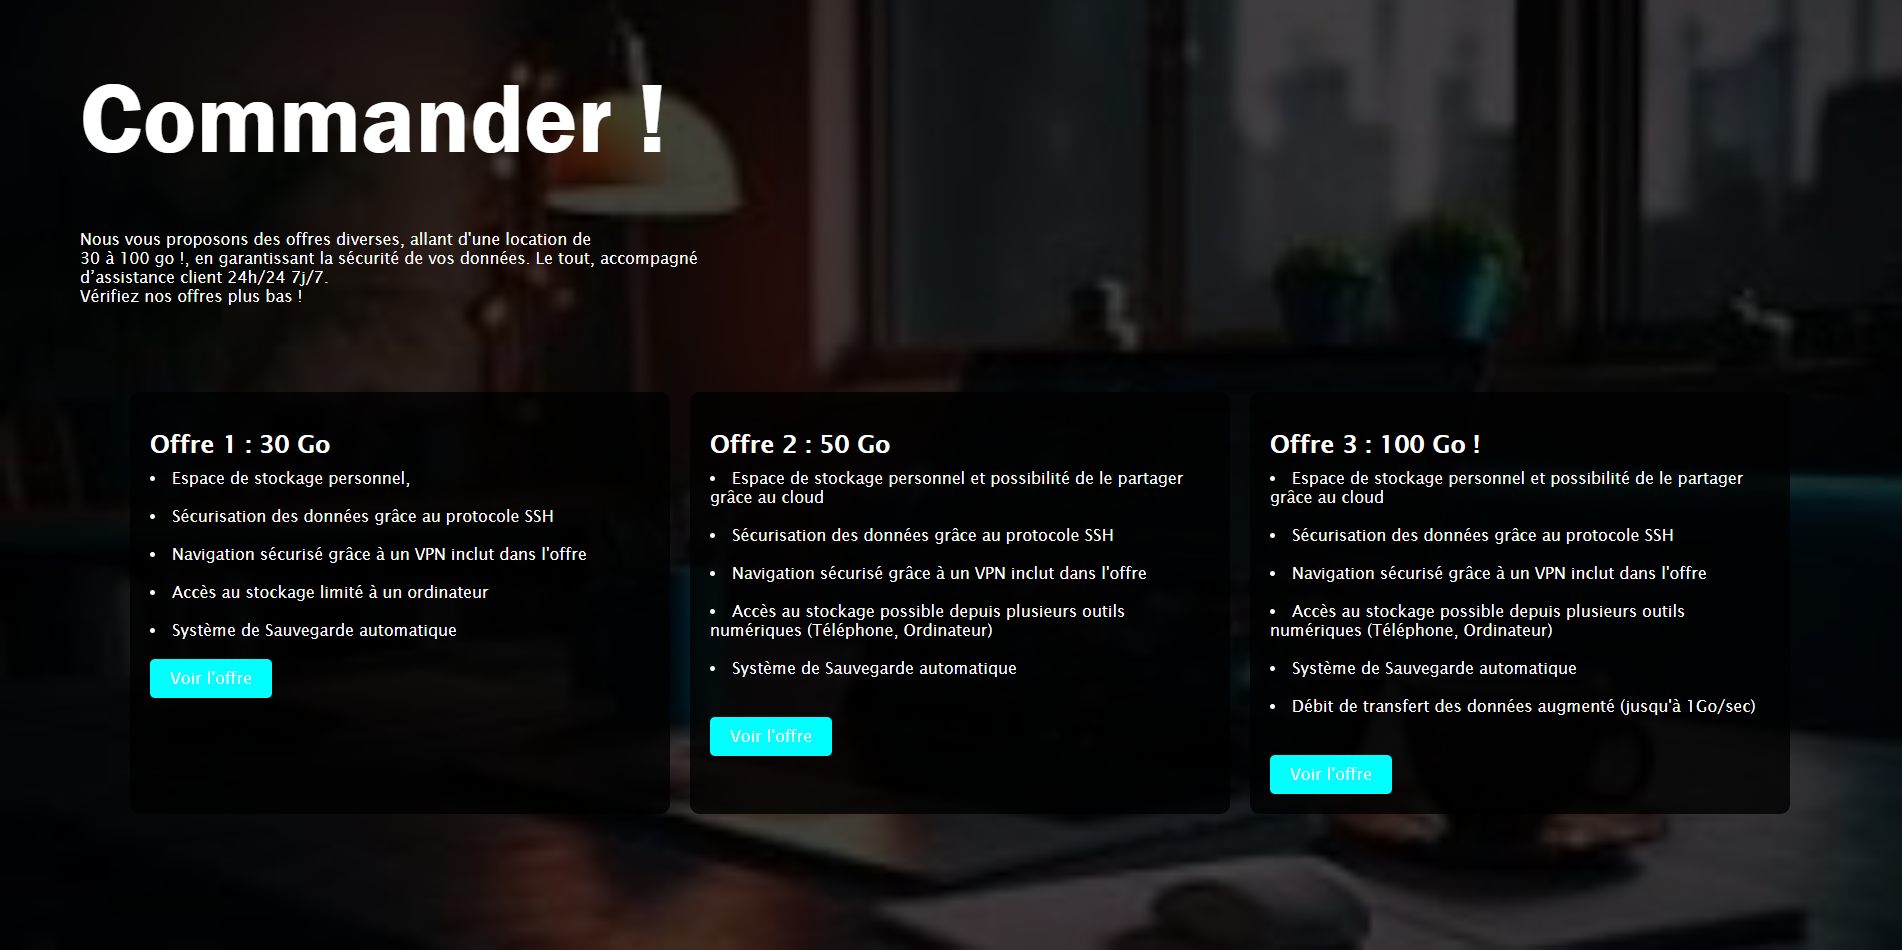 Commander !
Nous vous proposons des offres diverses, allant d'une location de
30 à 100 go !, en garantissant la sécurité de vos données. Le tout, accompagné
d’assistance client 24h/24 7j/7.
Vérifiez nos offres plus bas !
Offre 1 : 30 Go
• Espace de stockage personnel,
• Sécurisation des données grâce au protocole SSH
• Navigation sécurisé grâce à un VPN inclut dans l'offre
• Accès au stockage limité à un ordinateur
• Système de Sauvegarde automatique
Voir l'offre
Offre 2 : 50 Go
• Espace de stockage personnel et possibilité de le partager
grâce au cloud
• Sécurisation des données grâce au protocole SSH
• Navigation sécurisé grâce à un VPN inclut dans l'offre
• Accès au stockage possible depuis plusieurs outils
numériques (Téléphone, Ordinateur)
• Système de Sauvegarde automatique
Voir l'offre
Offre 3 : 100 Go !
• Espace de stockage personnel et possibilité de le partager
grâce au cloud
• Sécurisation des données grâce au protocole SSH
• Navigation sécurisé grâce à un VPN inclut dans l'offre
• Accès au stockage possible depuis plusieurs outils
numériques (Téléphone, Ordinateur)
• Système de Sauvegarde automatique
• Débit de transfert des données augmenté (jusqu'à 1Go/sec)
Voir l'offre